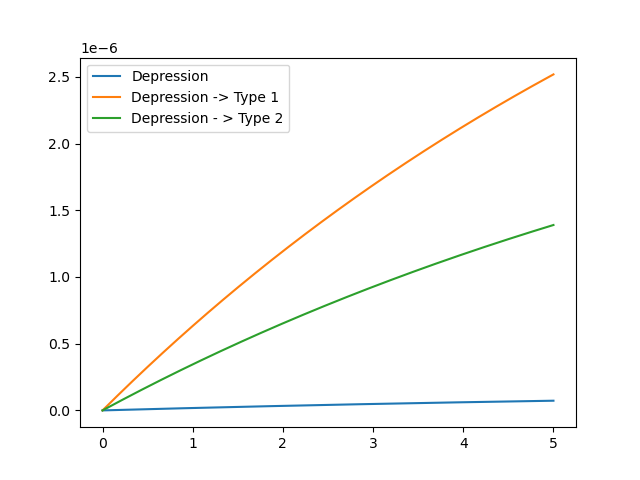 1e−6
Depression
Depression -> Type 1
Depression - > Type 2
2.5
2.0
1.5
1.0
0.5
0.0
0 1 2 3 4 5